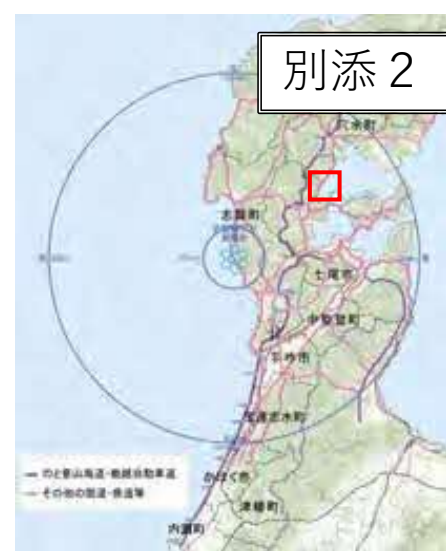 別添２
穴水町
志賀町
七尾市
中能登町
羽咋市
宝達志水町
のと里山海道・能越自動車道
その他の国道・県道等
かほく市
津幡町
内灘町